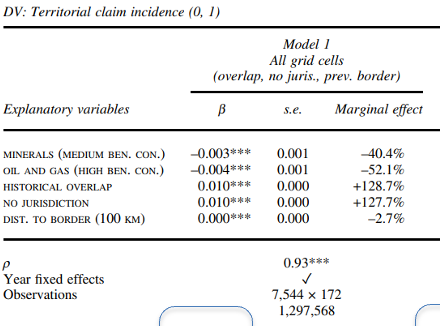 DV: Territorial claim incidence (0, 1)
Model 1
All grid cells
(overlap, no juris., prev. border)
Explanatory variables β s.e. Marginal effect
MINERALS (MEDIUM BEN. CON.) –0.003*** 0.001 –40.4%
OIL AND GAS (HIGH BEN. CON.) –0.004*** 0.001 –52.1%
HISTORICAL OVERLAP 0.010*** 0.000 +128.7%
NO JURISDICTION 0.010*** 0.000 +127.7%
DIST. TO BORDER (100 KM) 0.000*** 0.000 –2.7%
ρ 0.93***
Year fixed effects ✓
Observations 7,544 × 172
1,297,568